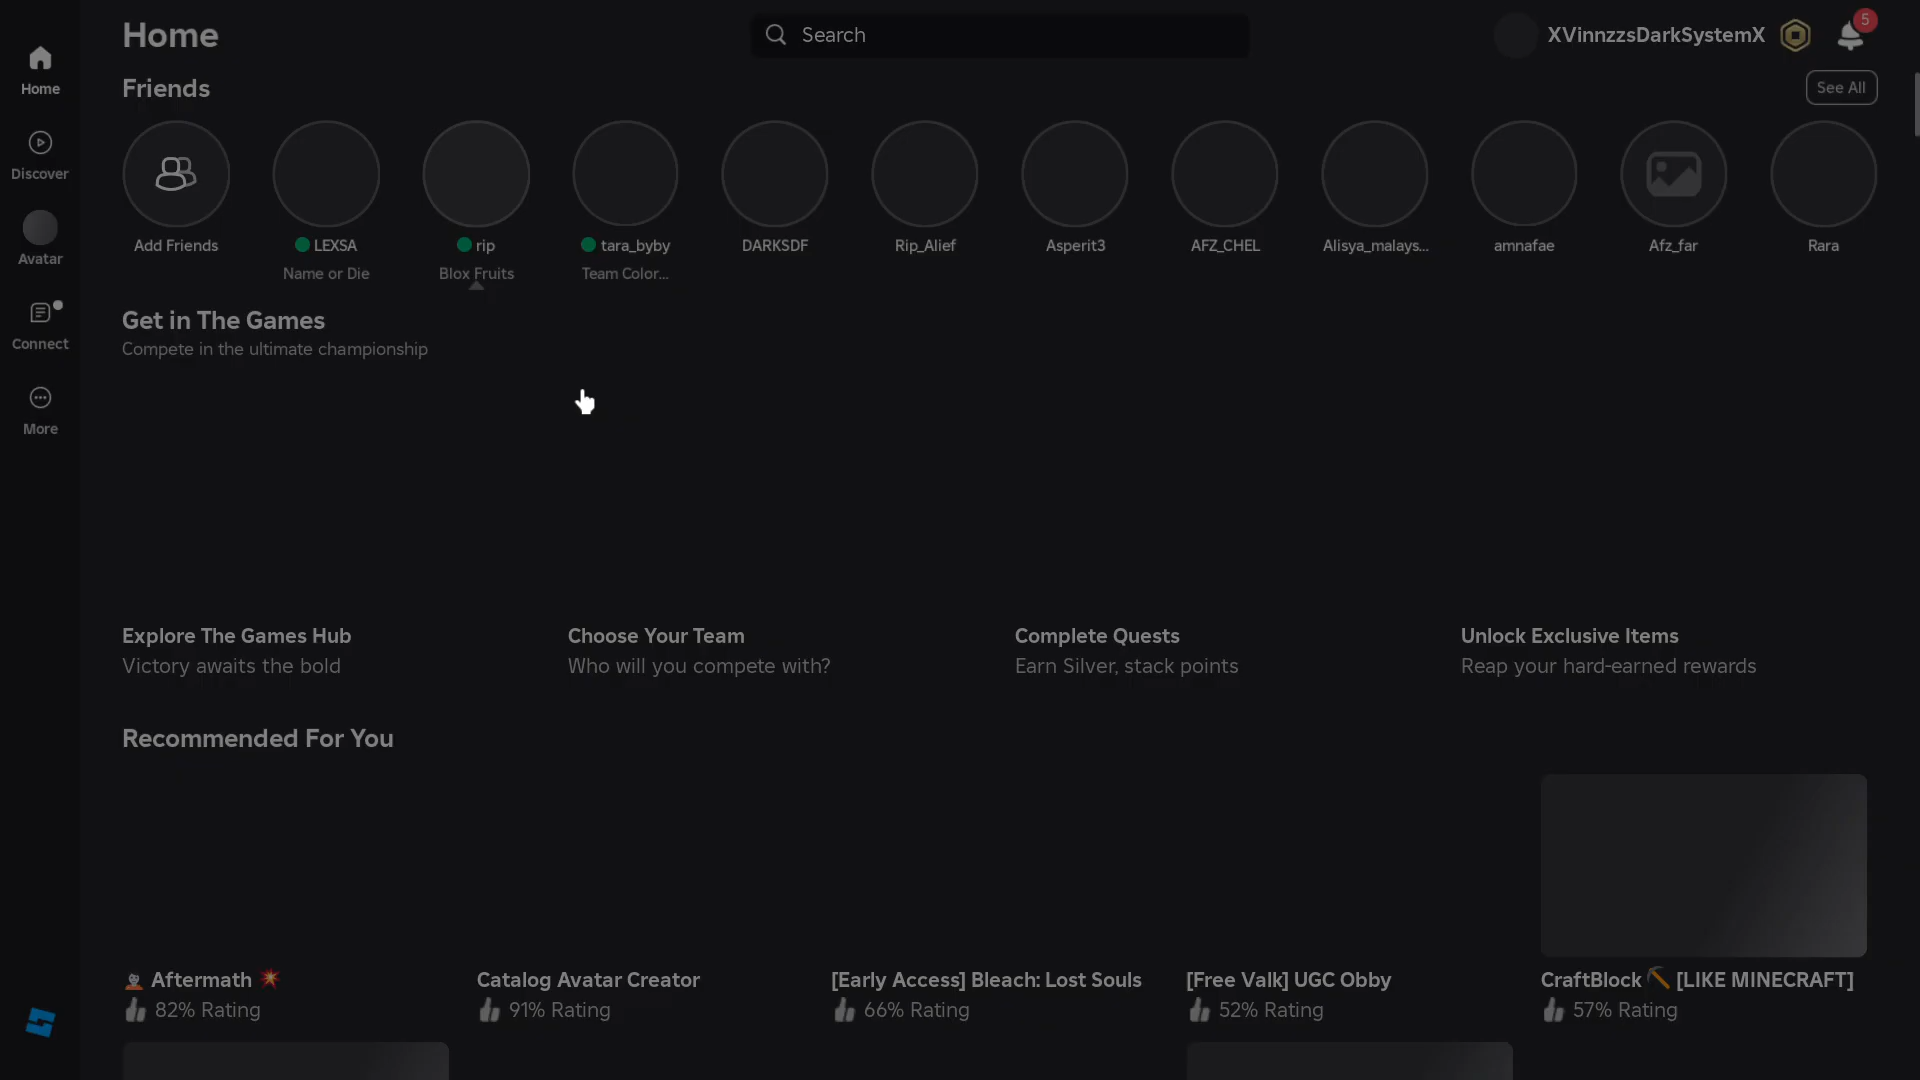 Home
Search
XVinnzzsDarkSystemX
5
Home
Discover
Avatar
Connect
More
Friends
See All
Add Friends
LEXSA
Name or Die
rip
Blox Fruits
tara_byby
Team Color...
DARKSDF
Rip_Alief
Asperit3
AFZ_CHEL
Alisya_malays...
amnafae
Afz_far
Rara
Get in The Games
Compete in the ultimate championship
Explore The Games Hub
Victory awaits the bold
Choose Your Team
Who will you compete with?
Complete Quests
Earn Silver, stack points
Unlock Exclusive Items
Reap your hard-earned rewards
Recommended For You
🧟 Aftermath 💥
82% Rating
Catalog Avatar Creator
91% Rating
[Early Access] Bleach: Lost Souls
66% Rating
[Free Valk] UGC Obby
52% Rating
CraftBlock ⛏️ [LIKE MINECRAFT]
57% Rating